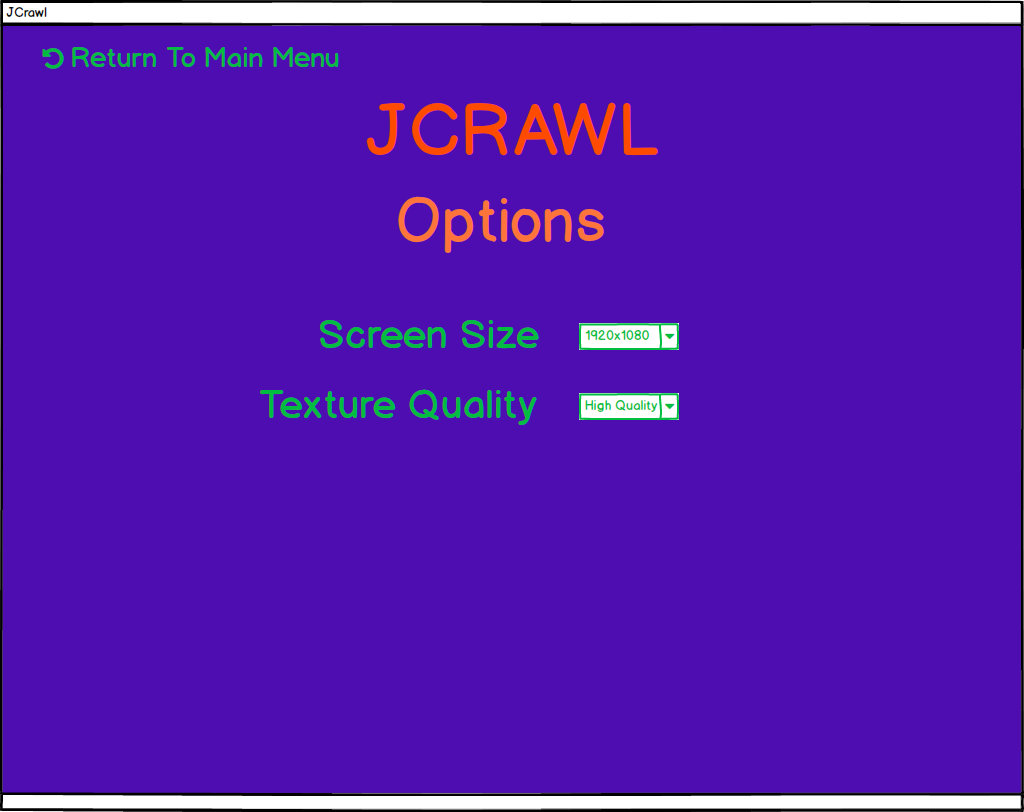 JCrawl
Return To Main Menu
JCRAWL
Options
Screen Size 1920x1080
Texture Quality High Quality